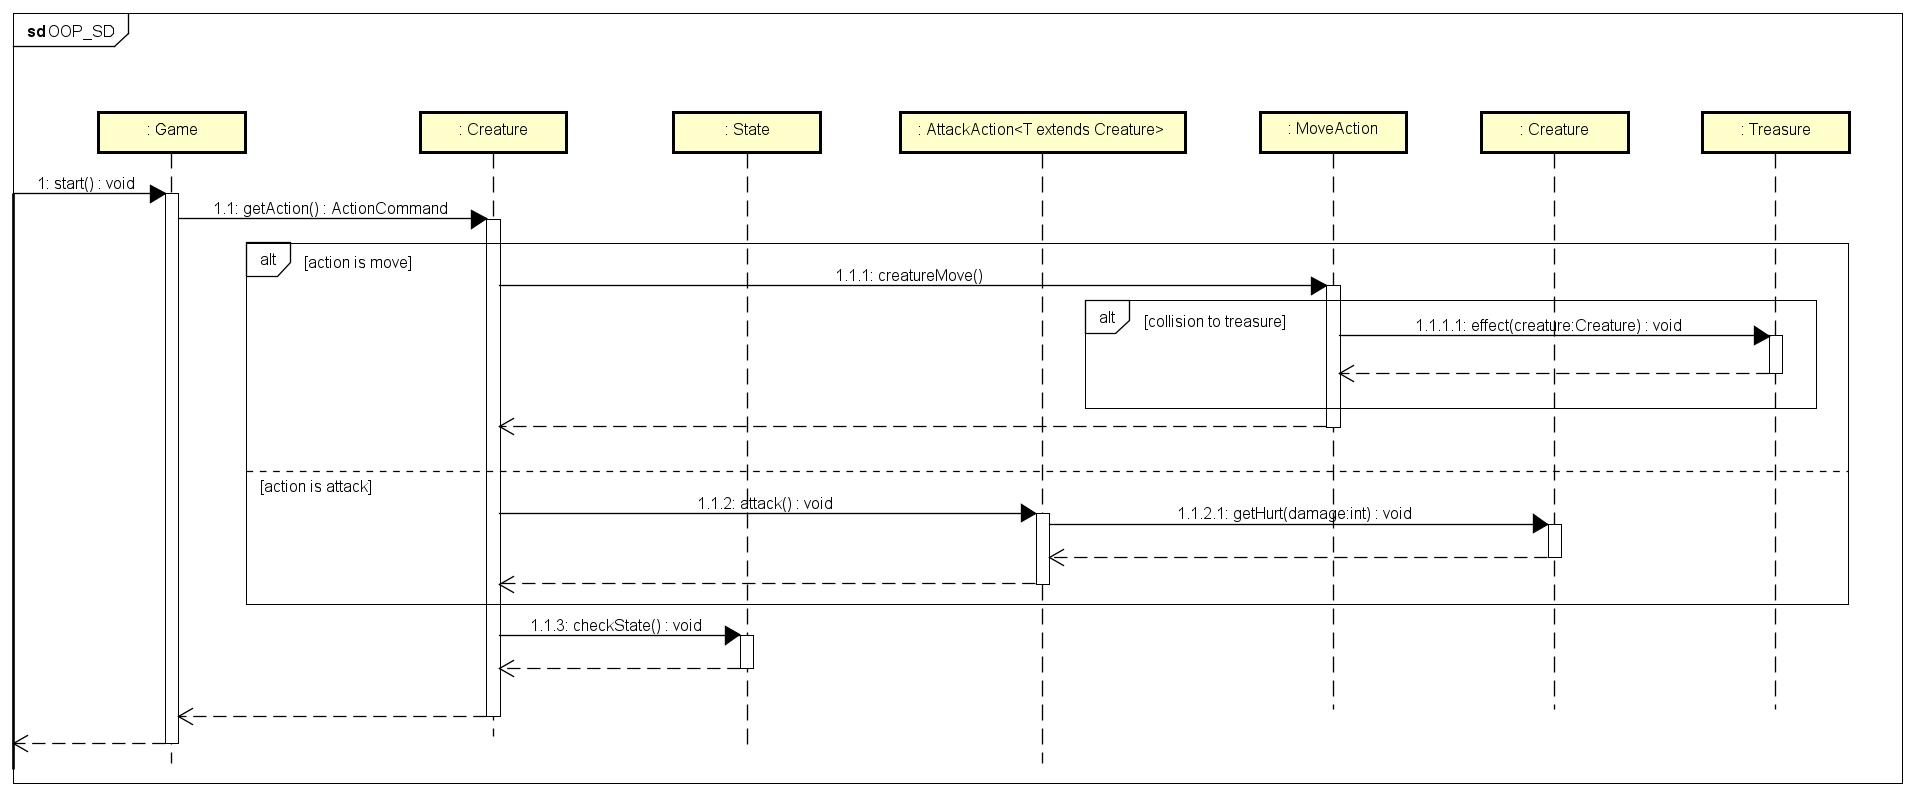 sd OOP_SD
: Game
: Creature
: State
: AttackAction<T extends Creature>
: MoveAction
: Creature
: Treasure
1: start() : void
1.1: getAction() : ActionCommand
alt
[action is move]
1.1.1: creatureMove()
alt
[collision to treasure]
1.1.1.1: effect(creature:Creature) : void
[action is attack]
1.1.2: attack() : void
1.1.2.1: getHurt(damage:int) : void
1.1.3: checkState() : void